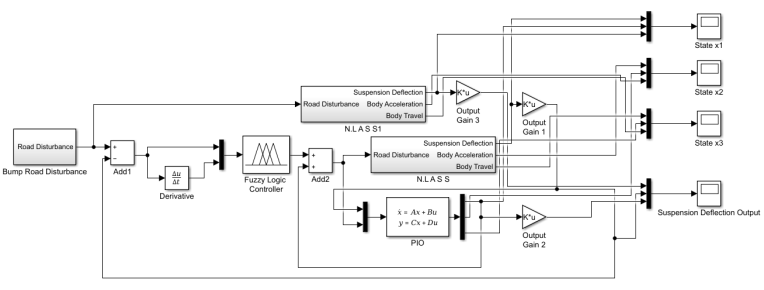 State x1
Suspension Deflection
Road Disturbance
Body Acceleration
Body Travel
N.L A S S1
K*u
Output
Gain 3
K*u
Output
Gain 1
State x2
State x3
Road Disturbance
Bump Road Disturbance
+
−
Add1
Δu
Δt
Derivative
Fuzzy Logic
Controller
+
+
Add2
Suspension Deflection
Road Disturbance
Body Acceleration
Body Travel
N.L A S S
ẋ = Ax + Bu
y = Cx + Du
PIO
K*u
Output
Gain 2
Suspension Deflection Output